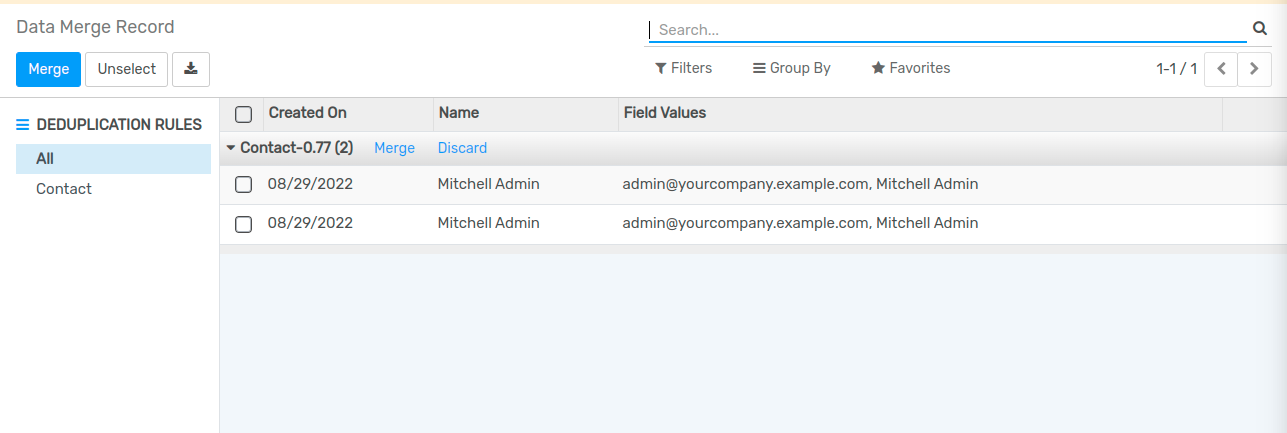 Data Merge Record
Search...
Merge Unselect
Filters Group By Favorites 1-1 / 1
DEDUPLICATION RULES
All
Contact
Created On Name Field Values
Contact-0.77 (2) Merge Discard
08/29/2022 Mitchell Admin admin@yourcompany.example.com, Mitchell Admin
08/29/2022 Mitchell Admin admin@yourcompany.example.com, Mitchell Admin